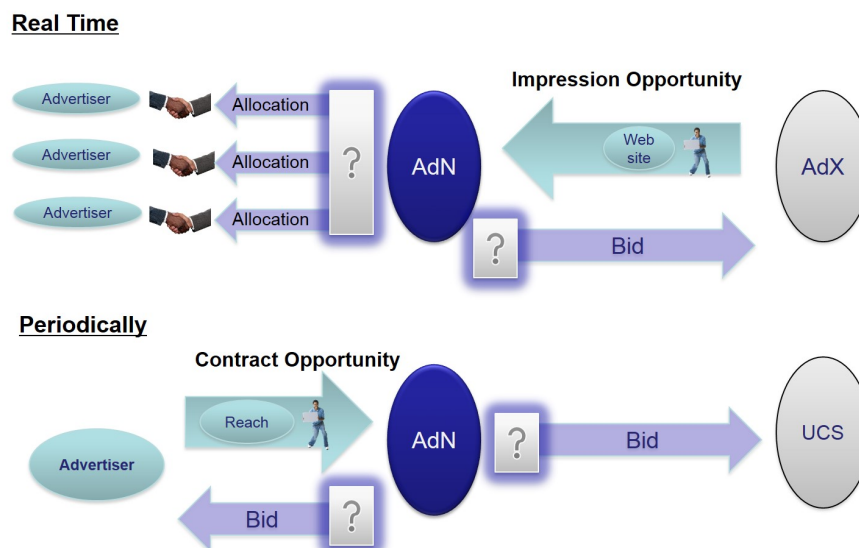 Real Time
Impression Opportunity
Advertiser
Allocation
Advertiser
Allocation
Advertiser
Allocation
?
AdN
Web
site
AdX
?
Bid
Periodically
Contract Opportunity
Advertiser
Reach
AdN
?
Bid
UCS
Bid
?